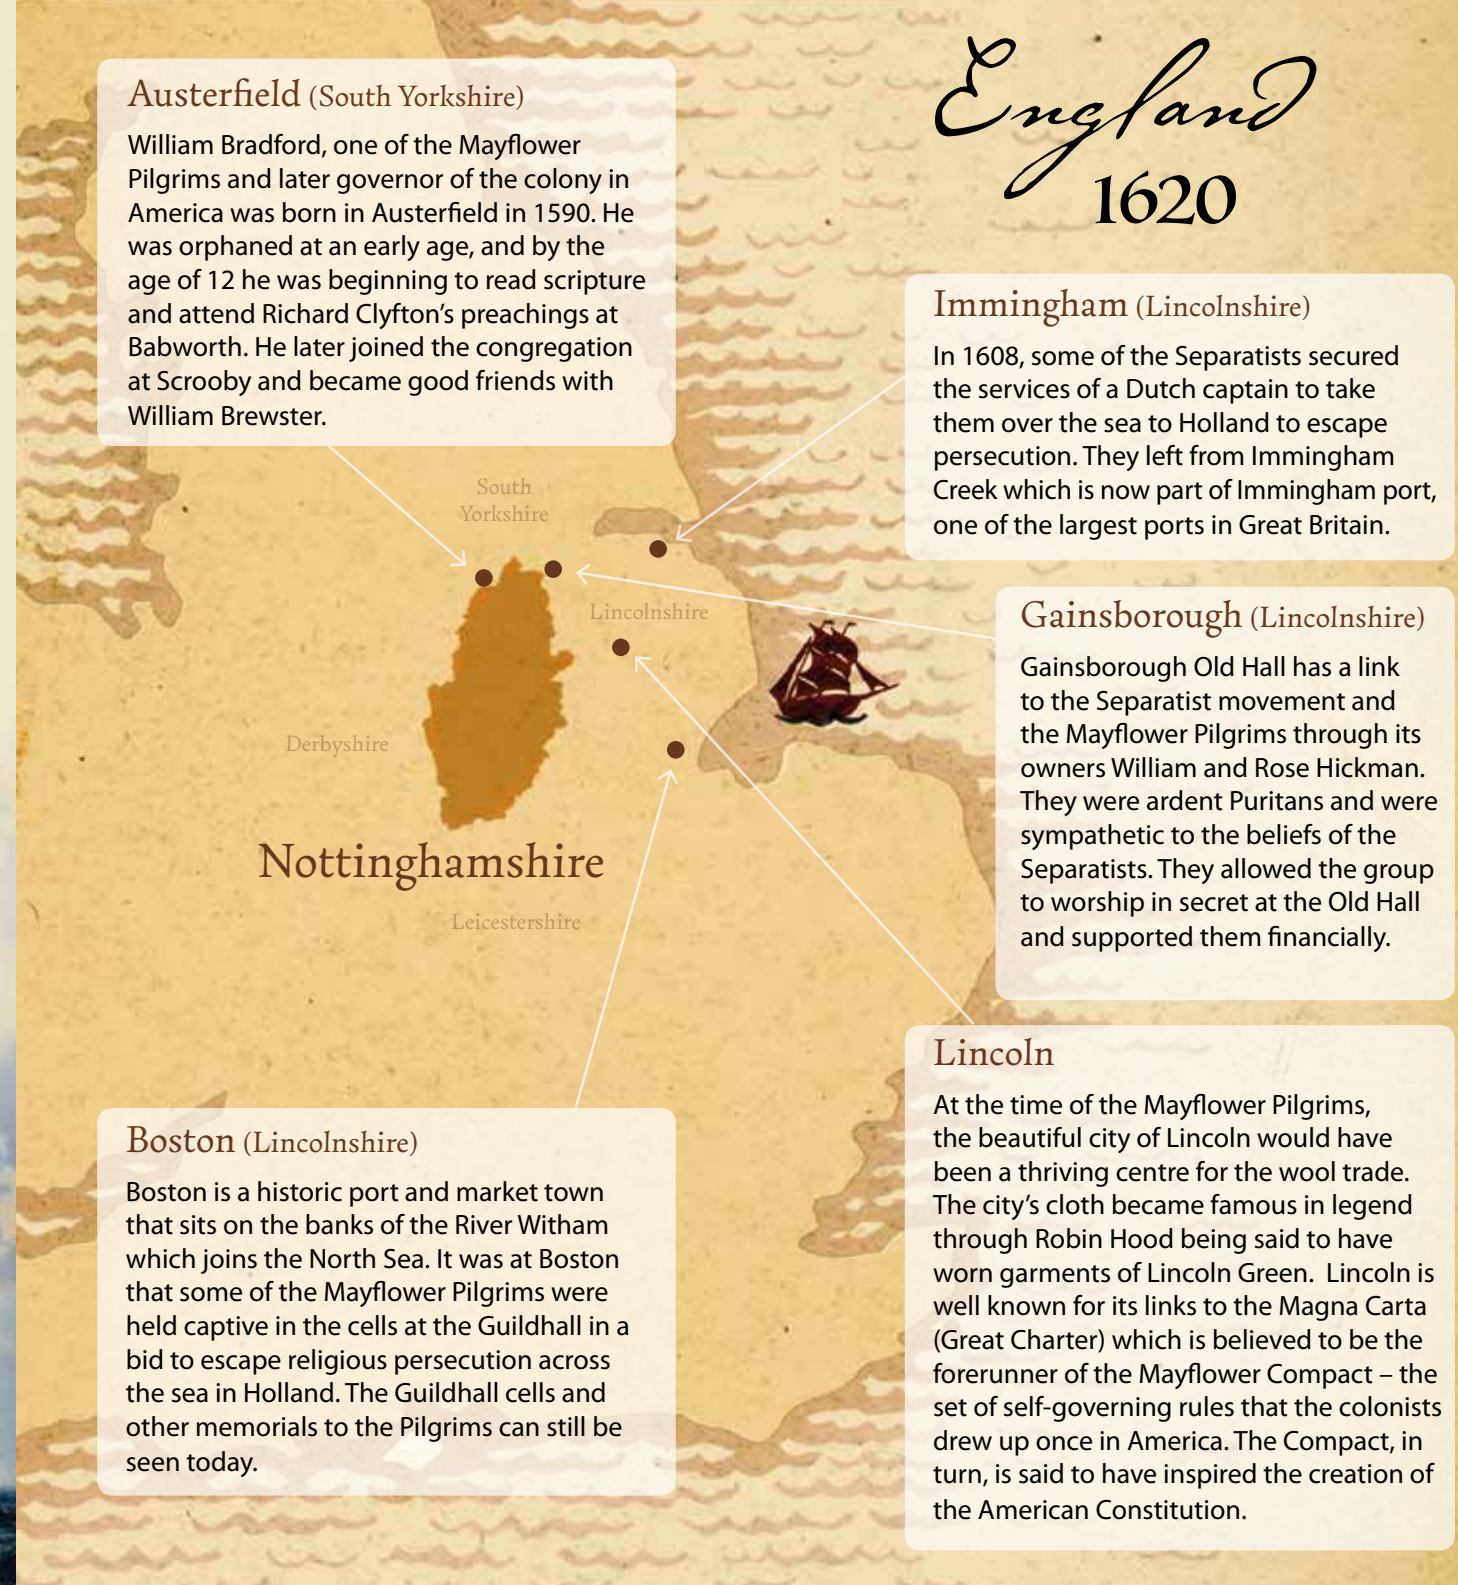 England
1620
Austerfield (South Yorkshire)
William Bradford, one of the Mayflower
Pilgrims and later governor of the colony in
America was born in Austerfield in 1590. He
was orphaned at an early age, and by the
age of 12 he was beginning to read scripture
and attend Richard Clyfton's preachings at
Babworth. He later joined the congregation
at Scrooby and became good friends with
William Brewster.
Immingham (Lincolnshire)
In 1608, some of the Separatists secured
the services of a Dutch captain to take
them over the sea to Holland to escape
persecution. They left from Immingham
Creek which is now part of Immingham port,
one of the largest ports in Great Britain.
South
Yorkshire
Lincolnshire
Derbyshire
Nottinghamshire
Leicestershire
Gainsborough (Lincolnshire)
Gainsborough Old Hall has a link
to the Separatist movement and
the Mayflower Pilgrims through its
owners William and Rose Hickman.
They were ardent Puritans and were
sympathetic to the beliefs of the
Separatists. They allowed the group
to worship in secret at the Old Hall
and supported them financially.
Boston (Lincolnshire)
Boston is a historic port and market town
that sits on the banks of the River Witham
which joins the North Sea. It was at Boston
that some of the Mayflower Pilgrims were
held captive in the cells at the Guildhall in a
bid to escape religious persecution across
the sea in Holland. The Guildhall cells and
other memorials to the Pilgrims can still be
seen today.
Lincoln
At the time of the Mayflower Pilgrims,
the beautiful city of Lincoln would have
been a thriving centre for the wool trade.
The city's cloth became famous in legend
through Robin Hood being said to have
worn garments of Lincoln Green.  Lincoln is
well known for its links to the Magna Carta
(Great Charter) which is believed to be the
forerunner of the Mayflower Compact – the
set of self-governing rules that the colonists
drew up once in America. The Compact, in
turn, is said to have inspired the creation of
the American Constitution.